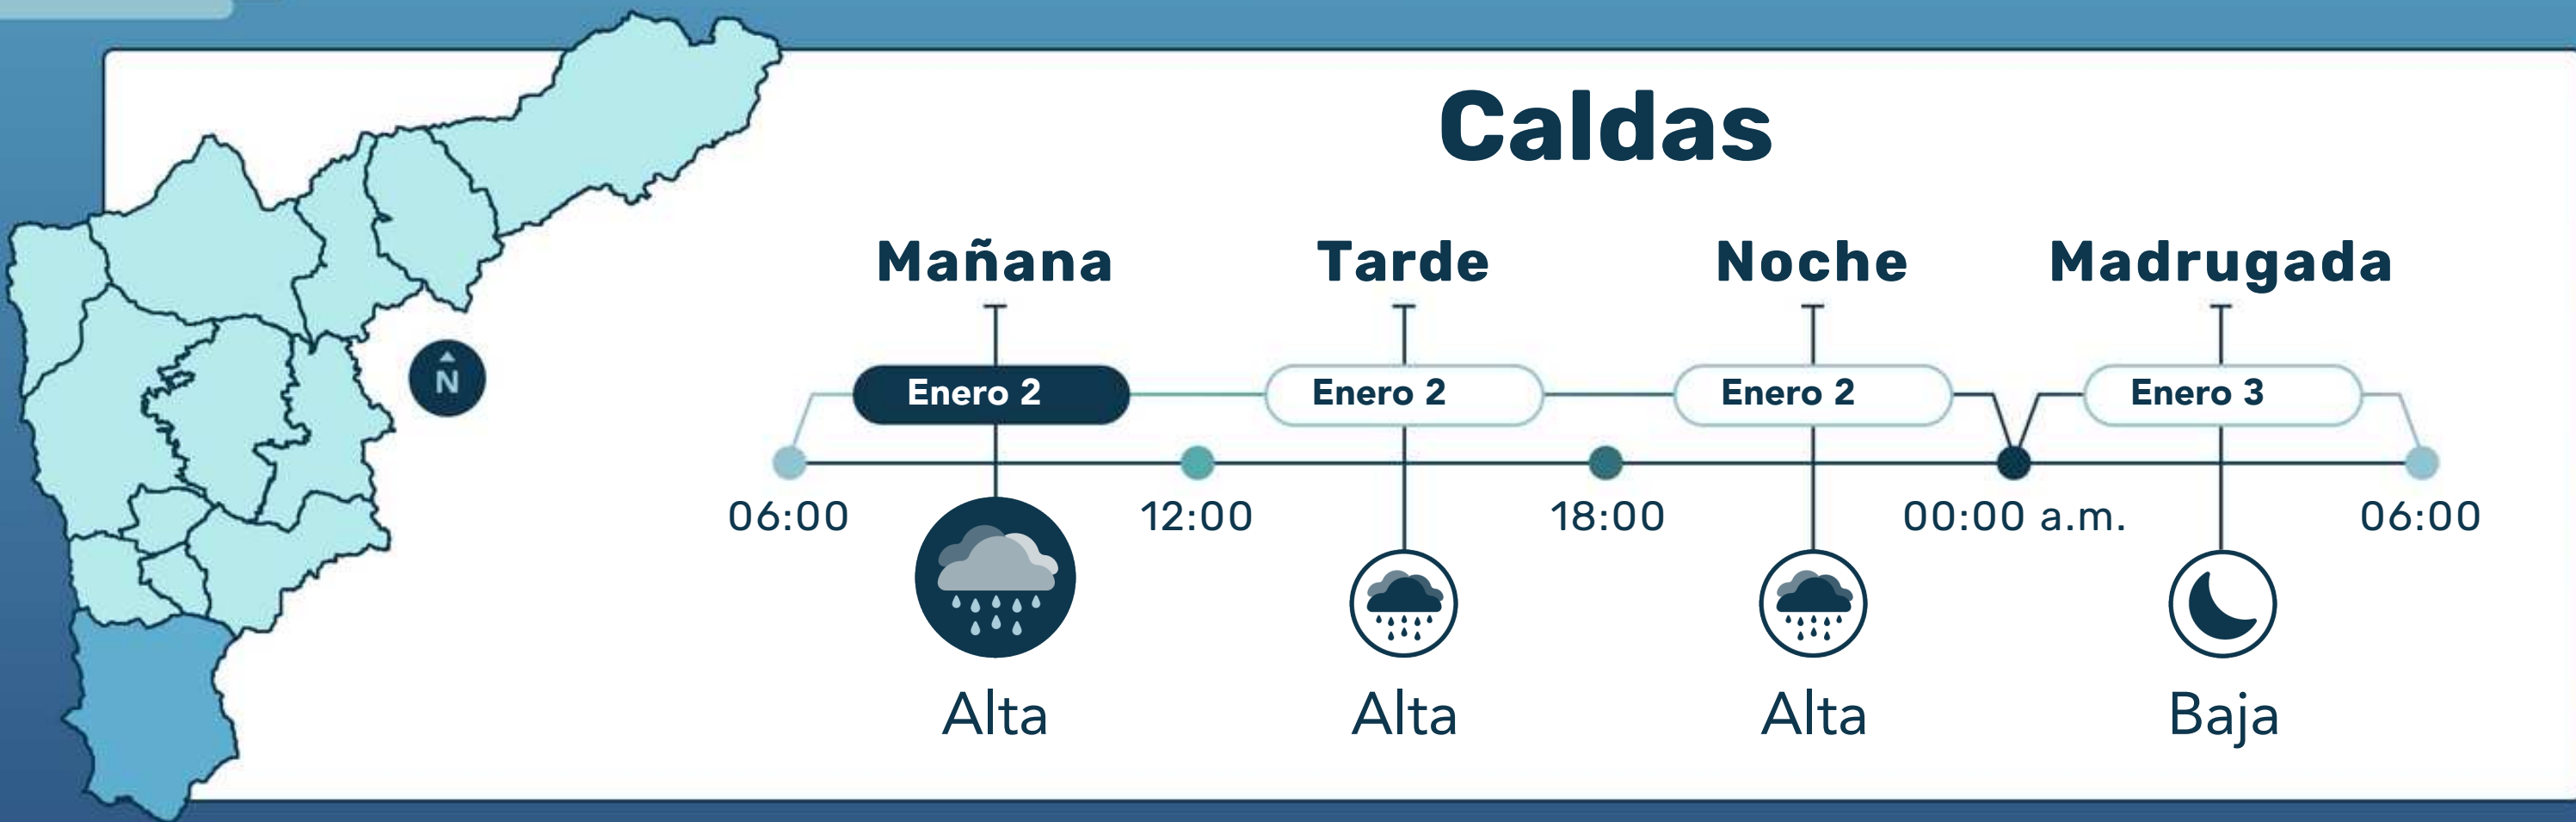 Caldas
Mañana Tarde Noche Madrugada
Enero 2 Enero 2 Enero 2 Enero 3
N
06:00 12:00 18:00 00:00 a.m. 06:00
Alta Alta Alta Baja